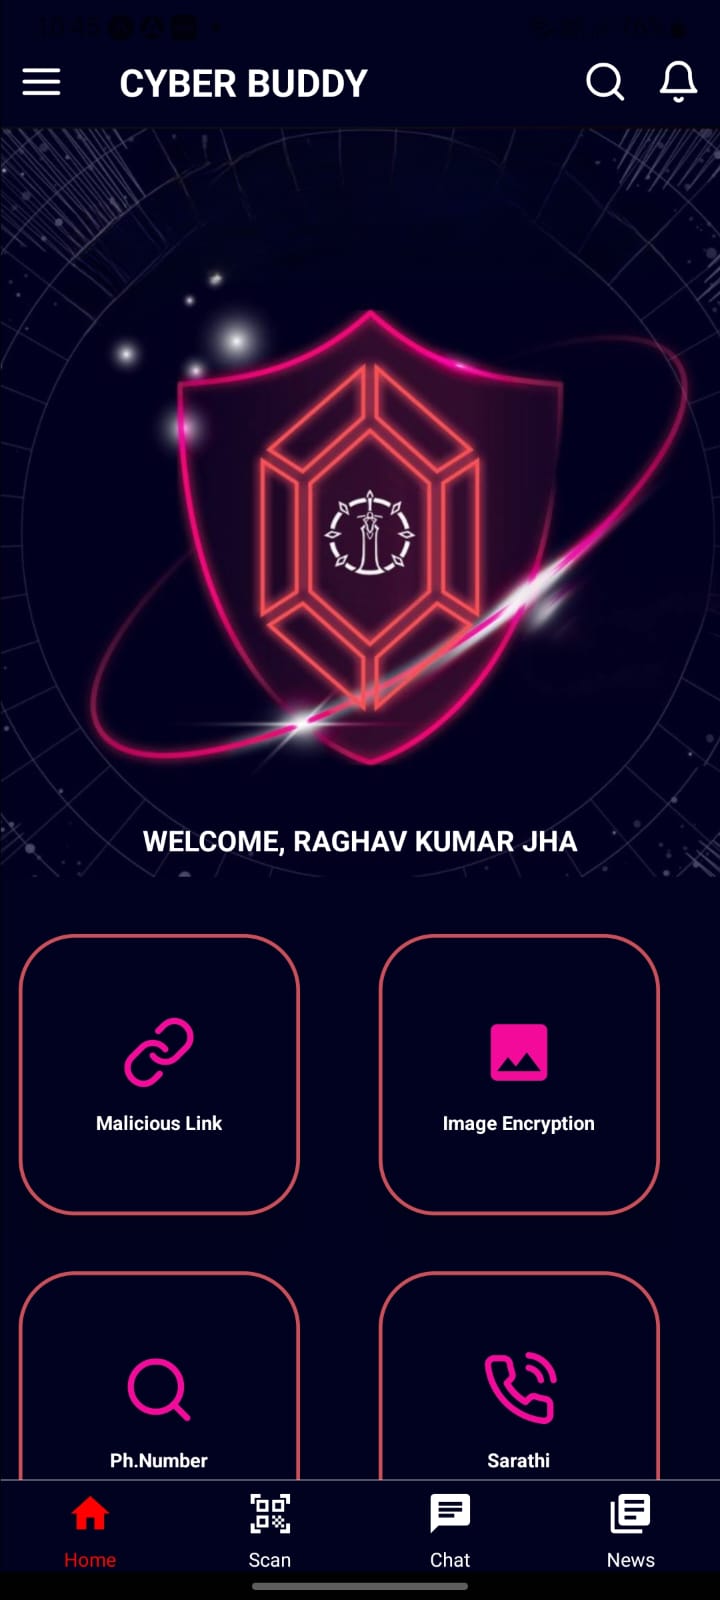 CYBER BUDDY
WELCOME, RAGHAV KUMAR JHA
Malicious Link
Image Encryption
Ph.Number
Sarathi
Home
Scan
Chat
News